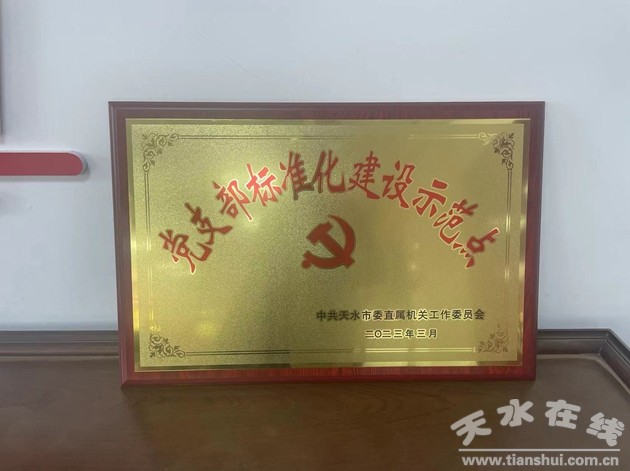 党支部标准化建设示范点
中共天水市委直属机关工作委员会
二〇二三年三月
天水在线
www.tianshui.com.cn